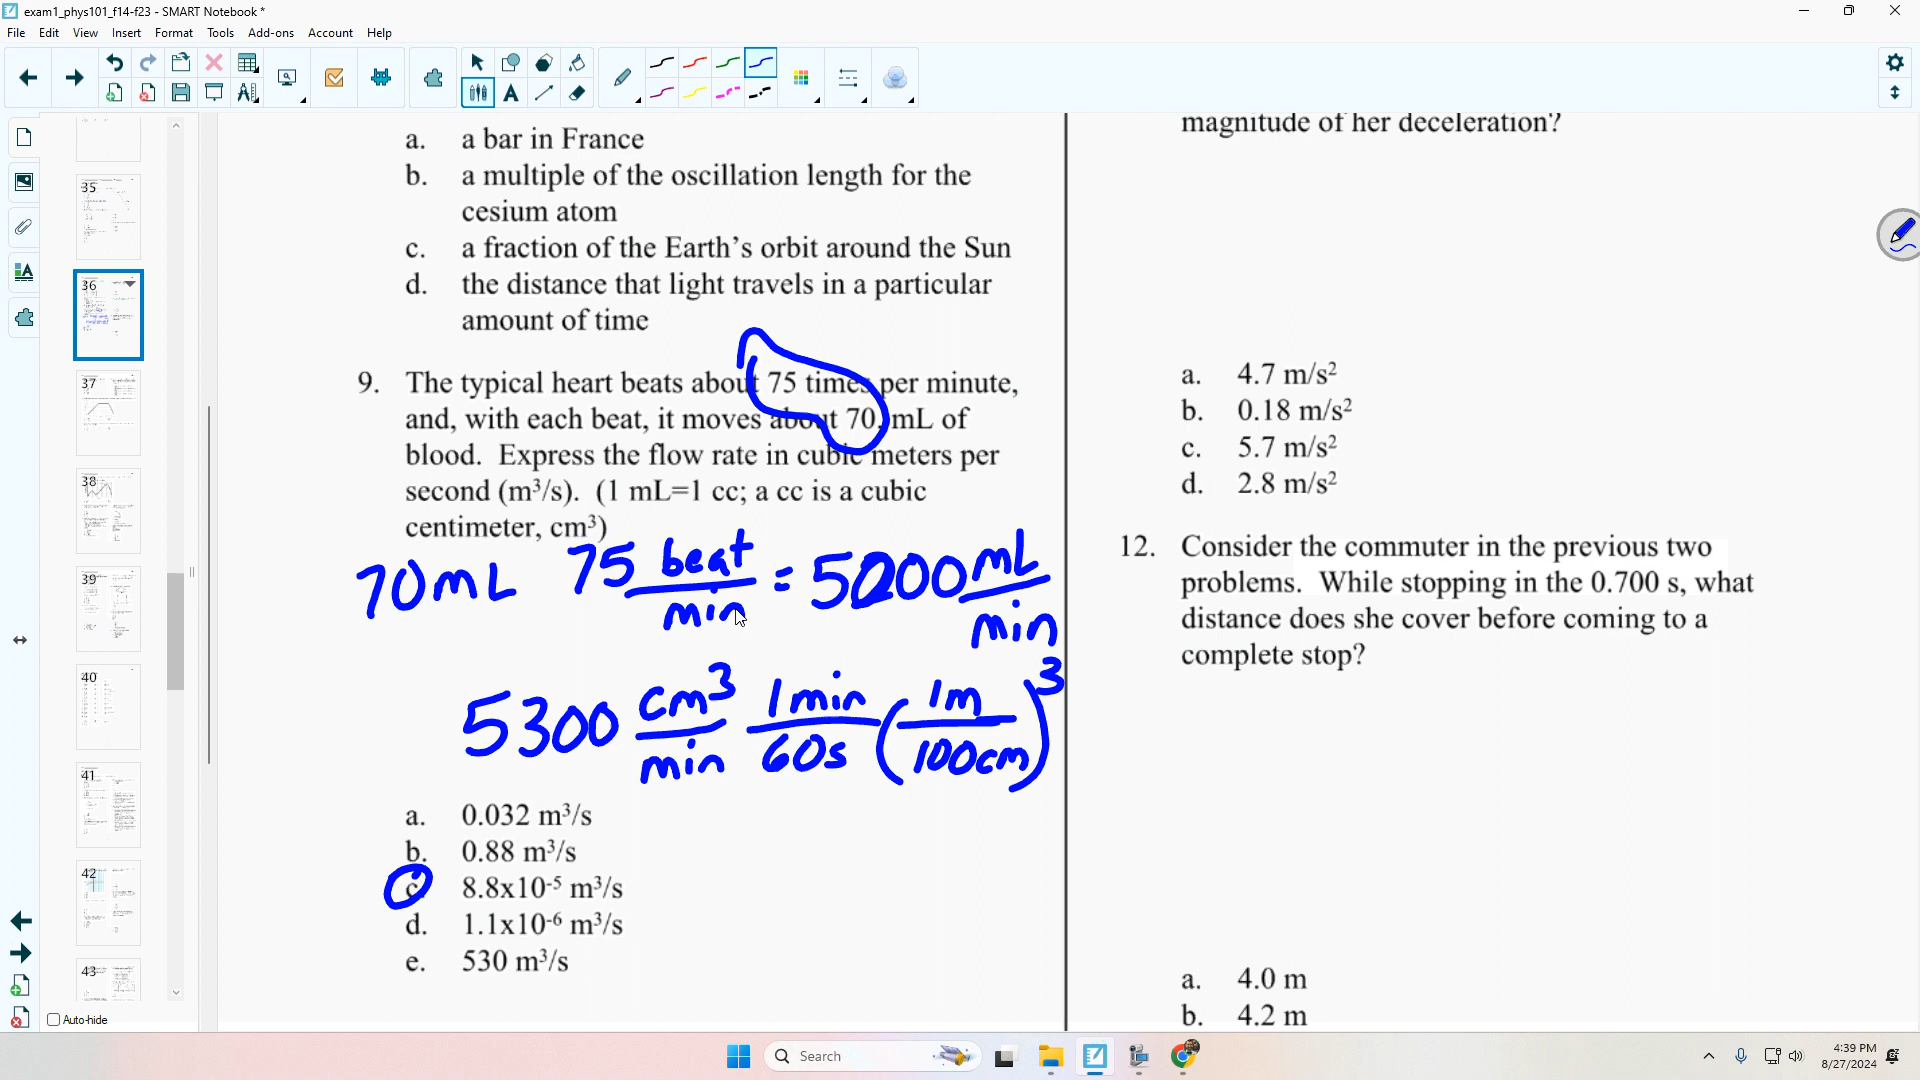 exam1_phys101_f14-f23 - SMART Notebook *
File Edit View Insert Format Tools Add-ons Account Help
35
36
37
38
39
40
41
42
43
Auto-hide
a. a bar in France
b. a multiple of the oscillation length for the
cesium atom
c. a fraction of the Earth’s orbit around the Sun
d. the distance that light travels in a particular
amount of time
9. The typical heart beats about 75 times per minute,
and, with each beat, it moves about 70. mL of
blood. Express the flow rate in cubic meters per
second (m³/s). (1 mL=1 cc; a cc is a cubic
centimeter, cm³)
70mL 75 beat/min = 5200 mL/min
5300 cm³/min 1min/60s (1m/100cm)³
a. 0.032 m³/s
b. 0.88 m³/s
c. 8.8x10⁻⁵ m³/s
d. 1.1x10⁻⁶ m³/s
e. 530 m³/s
magnitude of her deceleration?
a. 4.7 m/s²
b. 0.18 m/s²
c. 5.7 m/s²
d. 2.8 m/s²
12. Consider the commuter in the previous two
problems. While stopping in the 0.700 s, what
distance does she cover before coming to a
complete stop?
a. 4.0 m
b. 4.2 m
Search
4:39 PM
8/27/2024